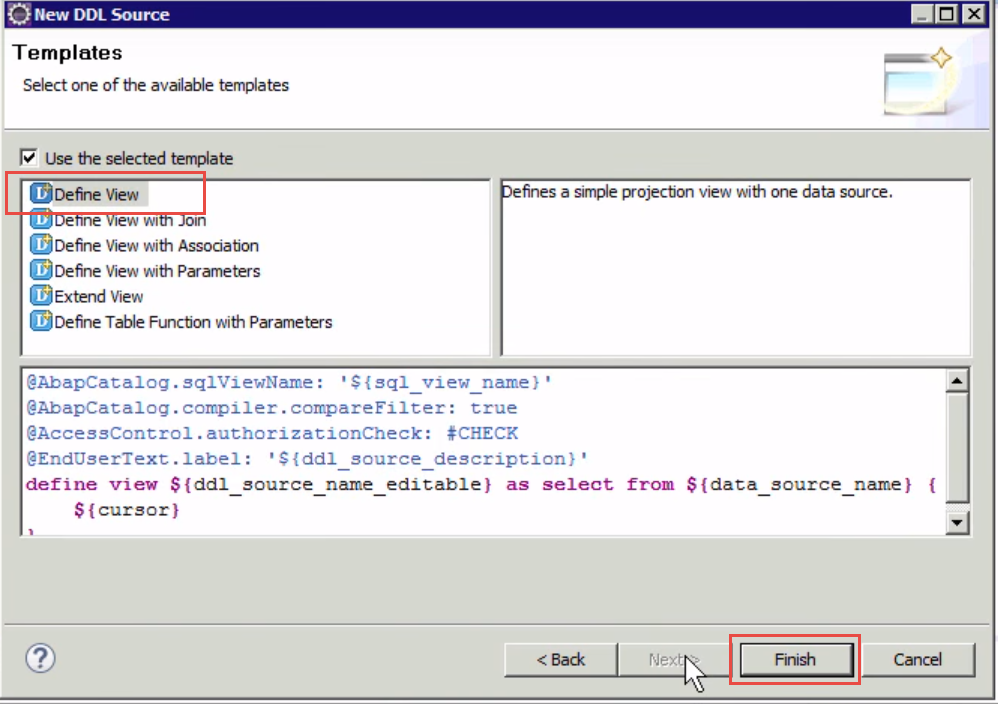 New DDL Source
Templates
Select one of the available templates
Use the selected template
Define View
Define View with Join
Define View with Association
Define View with Parameters
Extend View
Define Table Function with Parameters
Defines a simple projection view with one data source.
@AbapCatalog.sqlViewName: '${sql_view_name}'
@AbapCatalog.compiler.compareFilter: true
@AccessControl.authorizationCheck: #CHECK
@EndUserText.label: '${ddl_source_description}'
define view ${ddl_source_name_editable} as select from ${data_source_name} {
${cursor}
}
?
< Back
Next >
Finish
Cancel